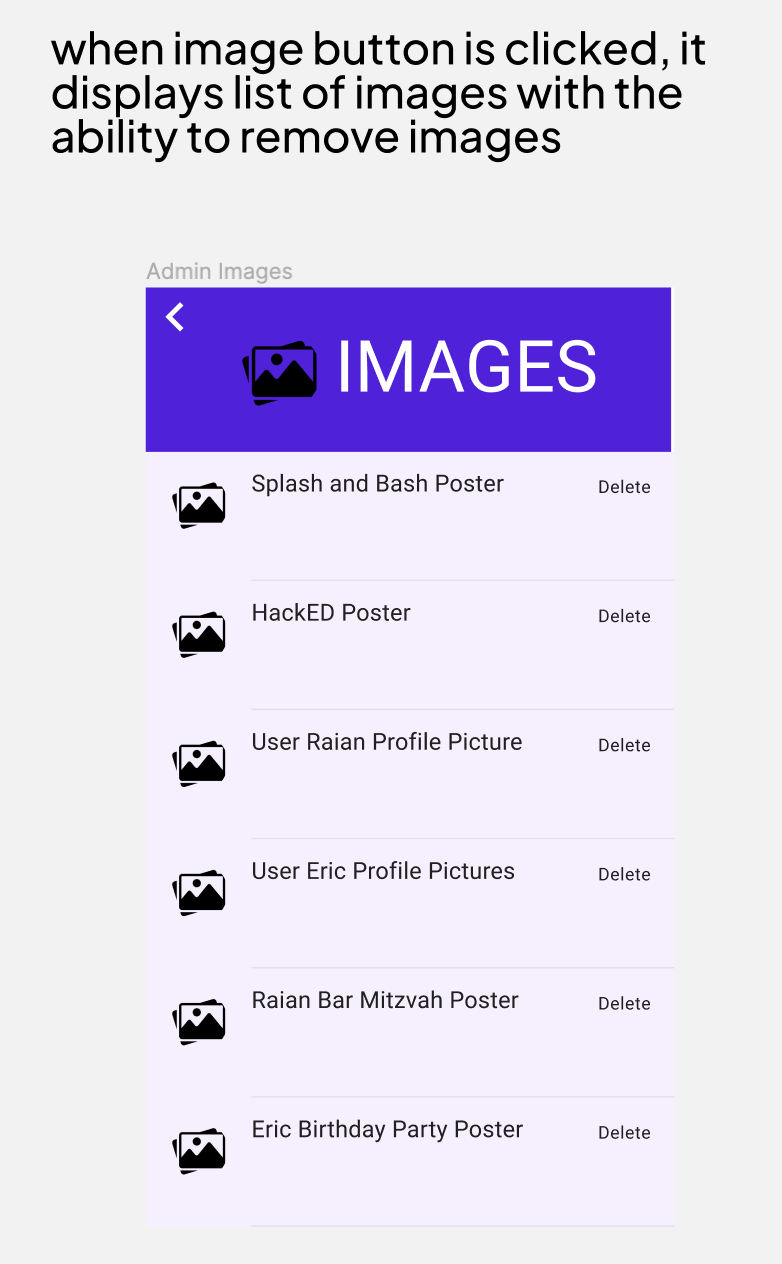 when image button is clicked, it
displays list of images with the
ability to remove images
Admin Images
IMAGES
Splash and Bash Poster
Delete
HackED Poster
Delete
User Raian Profile Picture
Delete
User Eric Profile Pictures
Delete
Raian Bar Mitzvah Poster
Delete
Eric Birthday Party Poster
Delete